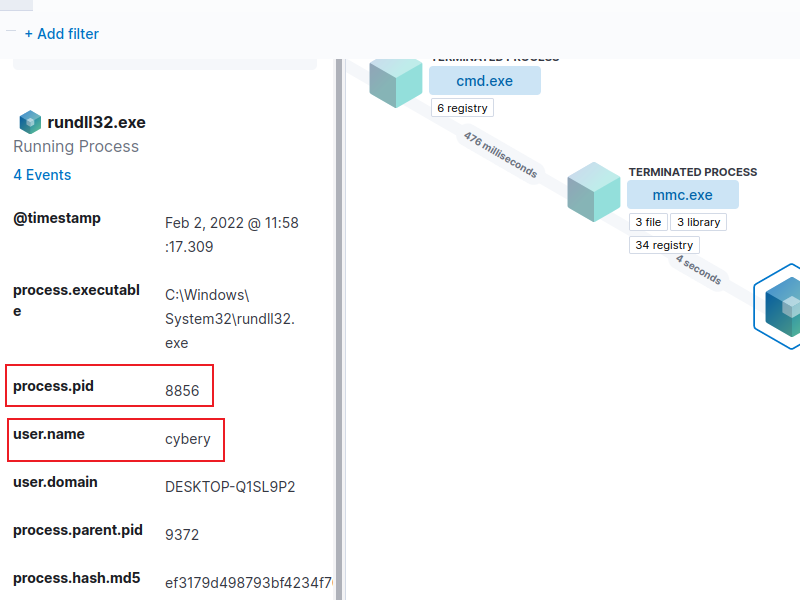 + Add filter
TERMINATED PROCESS
cmd.exe
6 registry
476 milliseconds
TERMINATED PROCESS
mmc.exe
3 file
3 library
34 registry
4 seconds
rundll32.exe
Running Process
4 Events
@timestamp
Feb 2, 2022 @ 11:58
:17.309
process.executabl
e
C:\Windows\
System32\rundll32.
exe
process.pid
8856
user.name
cybery
user.domain
DESKTOP-Q1SL9P2
process.parent.pid
9372
process.hash.md5
ef3179d498793bf4234f7